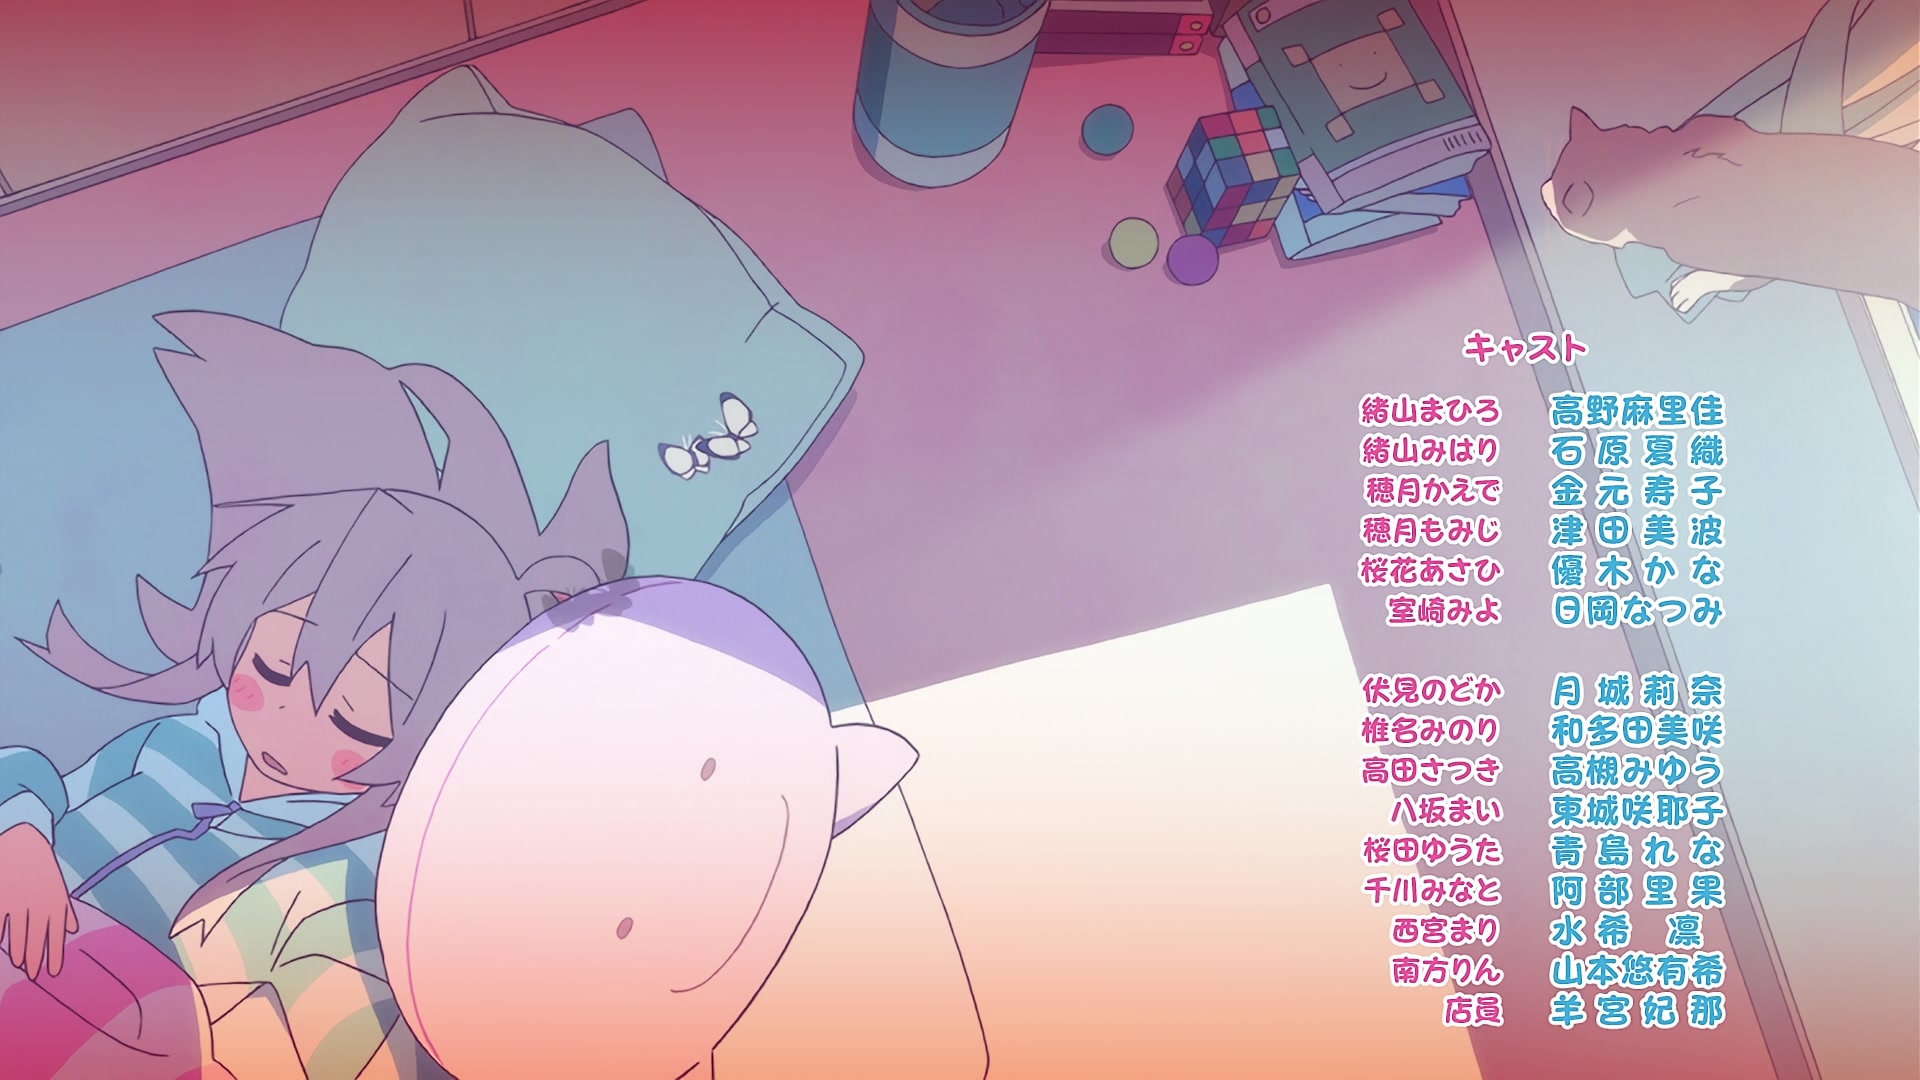 キャスト
緒山まひろ 高野麻里佳
緒山みはり 石原夏織
穂月かえで 金元寿子
穂月もみじ 津田美波
桜花あさひ 優木かな
室崎みよ 日岡なつみ
伏見のどか 月城莉奈
椎名みのり 和多田美咲
高田さつき 高槻みゆう
八坂まい 東城咲耶子
桜田ゆうた 青島れな
千川みなと 阿部里果
西宮まり 水希凛
南方りん 山本悠有希
店員 羊宮妃那